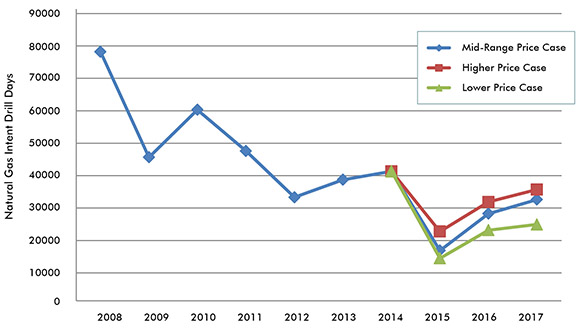 90000
80000
70000
60000
50000
40000
30000
20000
10000
0
Natural Gas Intent Drill Days
Mid-Range Price Case
Higher Price Case
Lower Price Case
2008 2009 2010 2011 2012 2013 2014 2015 2016 2017